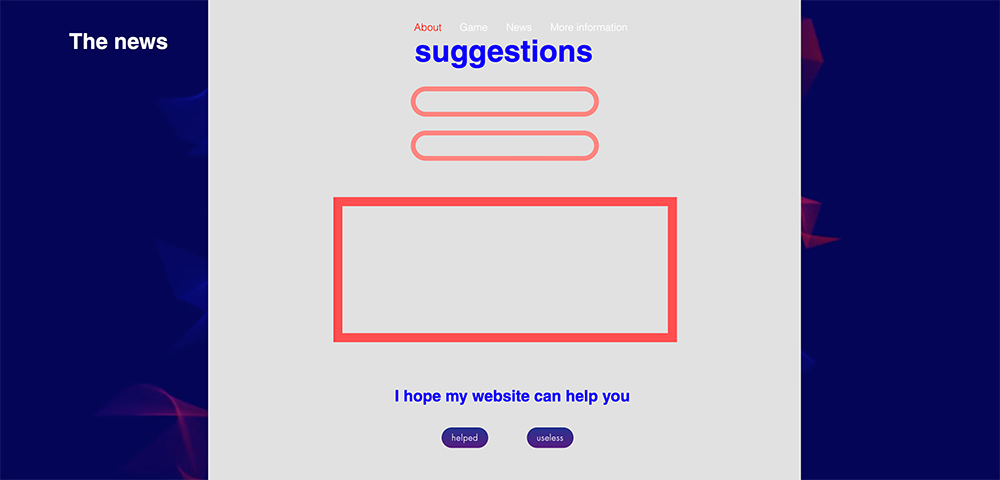 The news
About Game News More information
suggestions
I hope my website can help you
helped useless